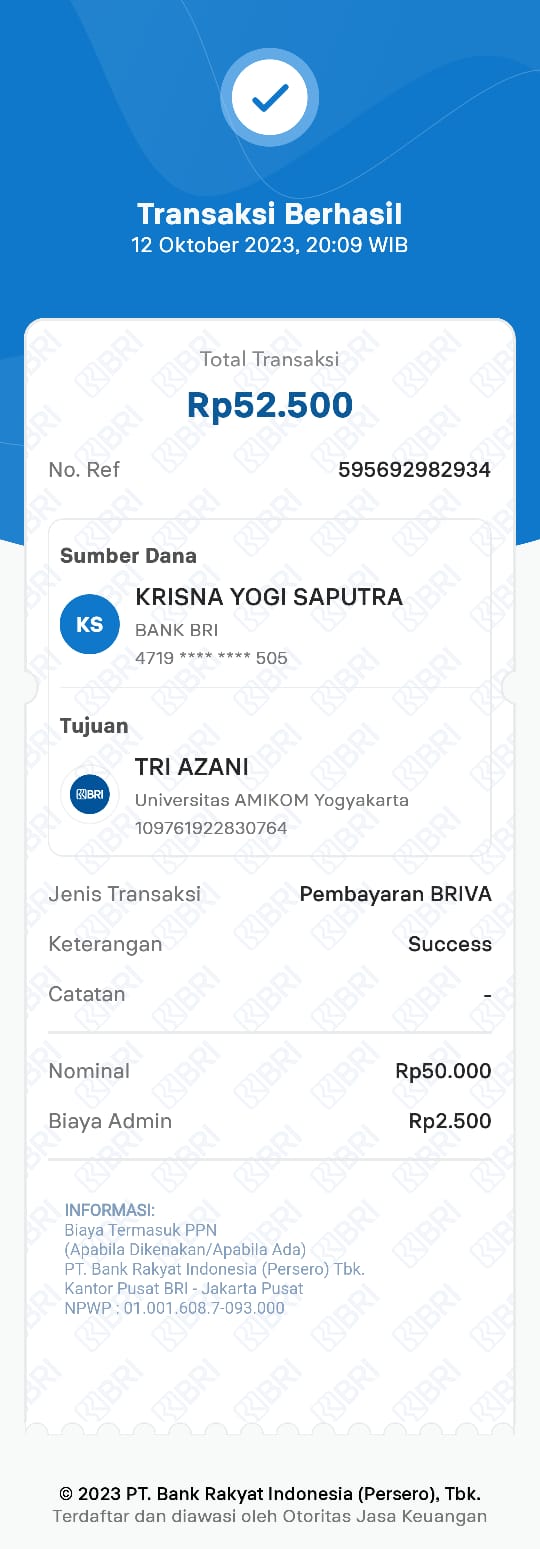 Transaksi Berhasil
12 Oktober 2023, 20:09 WIB
Total Transaksi
Rp52.500
No. Ref 595692982934
Sumber Dana
KS
KRISNA YOGI SAPUTRA
BANK BRI
4719 **** **** 505
Tujuan
BRI
TRI AZANI
Universitas AMIKOM Yogyakarta
109761922830764
Jenis Transaksi Pembayaran BRIVA
Keterangan Success
Catatan -
Nominal Rp50.000
Biaya Admin Rp2.500
INFORMASI:
Biaya Termasuk PPN
(Apabila Dikenakan/Apabila Ada)
PT. Bank Rakyat Indonesia (Persero) Tbk.
Kantor Pusat BRI - Jakarta Pusat
NPWP : 01.001.608.7-093.000
© 2023 PT. Bank Rakyat Indonesia (Persero), Tbk.
Terdaftar dan diawasi oleh Otoritas Jasa Keuangan